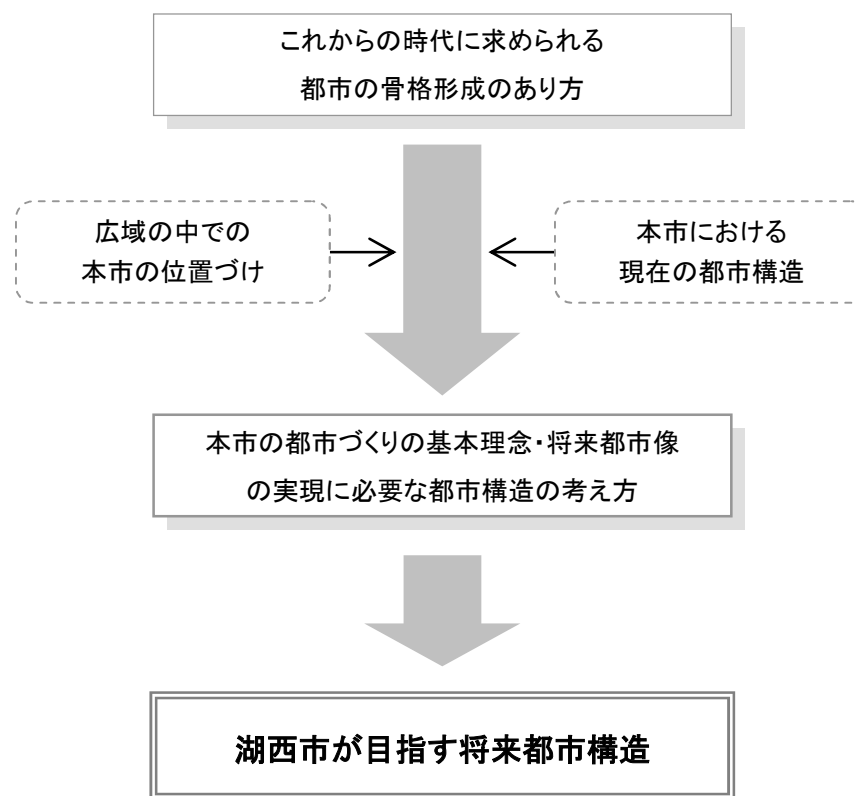 これからの時代に求められる
都市の骨格形成のあり方
広域の中での
本市の位置づけ
本市における
現在の都市構造
本市の都市づくりの基本理念・将来都市像
の実現に必要な都市構造の考え方
湖西市が目指す将来都市構造